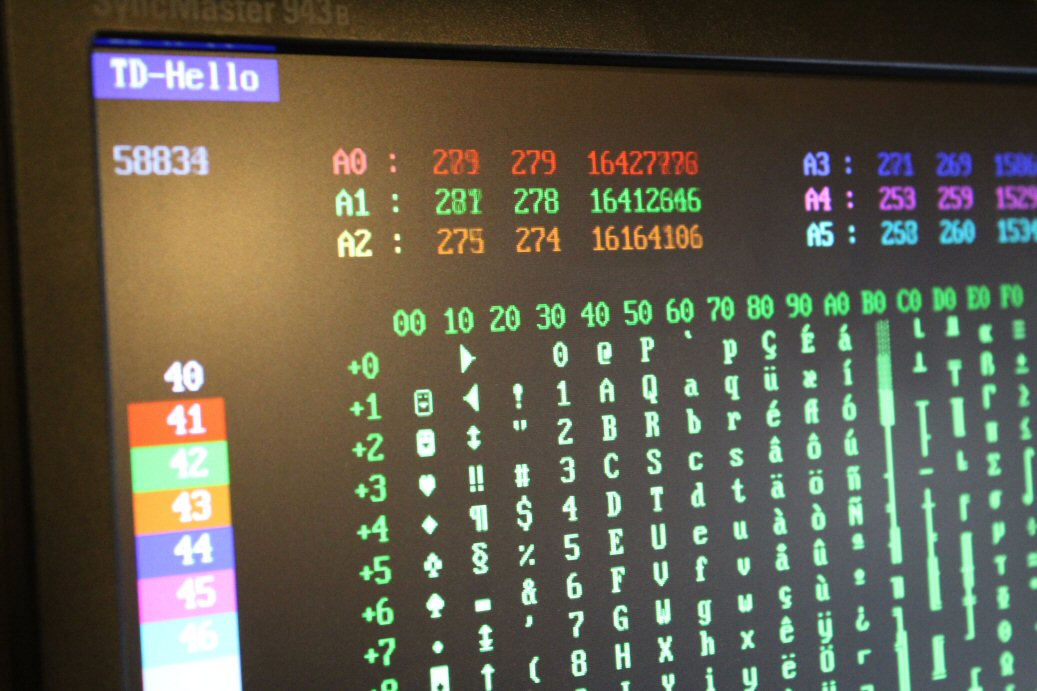 SyncMaster 943B
TD-Hello
58834
A0 : 279 279
A1 : 278
A2 : 275 274 16164106
A3 : 271 269
A4 : 253 259
A5 : 258 260
00 10 20 30 40 50 60 70 80 90 A0 B0 C0 D0 E0 F0
+0 ► 0 @ P ` p Ç É á ░ └ ╨ α ≡
+1 ☺ ◄ ! 1 A Q a q ü æ í ▒ ┴ ╤ ß ±
+2 ☻ ↕ " 2 B R b r é Æ ó ▓ ┬ ╥ Γ ≥
+3 ♥ ‼ # 3 C S c s â ô ú │ ├ ╙ π ≤
+4 ♦ ¶ $ 4 D T d t ä ö ñ ┤ ─ ╘ Σ ⌠
+5 ♣ § % 5 E U e u à ò Ñ
+6 ♠ ▬ & 6 F V f v å û ª
+7 • ↨ ' 7 G W g w ç ù º
↑ ( 8 H X h x ê ÿ ¿
40
41
42
43
44
45
46